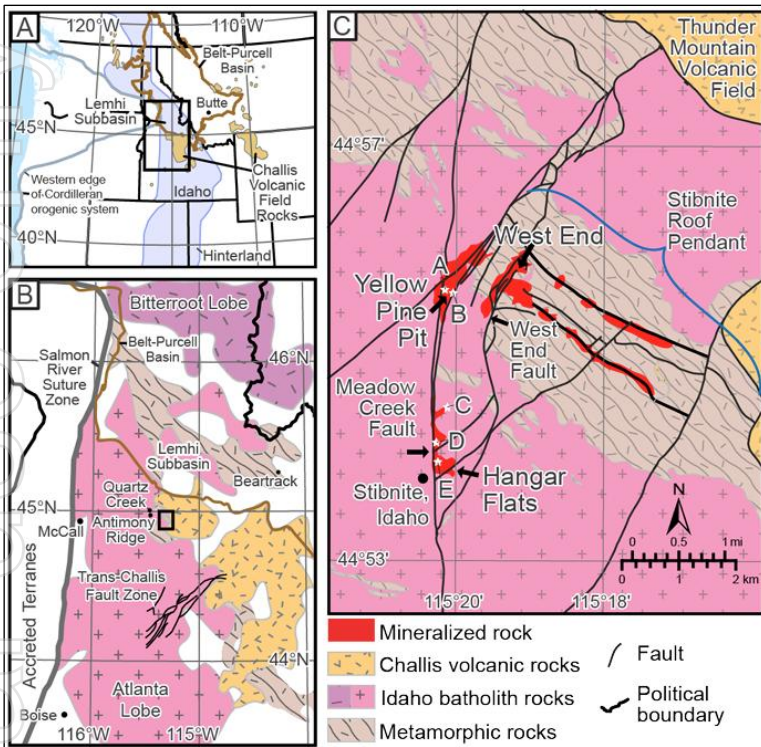 A
120°W
110°W
Belt-Purcell
Basin
Lemhi
Subbasin
Butte
45°N
Western edge
of Cordilleran
orogenic system
Idaho
Challis
Volcanic
Field
Rocks
40°N
Hinterland
B
Bitterroot Lobe
Belt-Purcell
Basin
Salmon
River
Suture
Zone
46°N
Lemhi
Subbasin
Beartrack
Quartz
Creek
45°N
McCall
Antimony
Ridge
Trans-Challis
Fault Zone
Accreted Terranes
44°N
Atlanta
Lobe
Boise
116°W
115°W
C
Thunder
Mountain
Volcanic
Field
44°57'
Stibnite
Roof
Pendant
West End
A
Yellow
Pine
Pit
B
West
End
Fault
Meadow
Creek
Fault
C
D
E
Hangar
Flats
Stibnite,
Idaho
N
0 0.5 1 mi
0 1 2 km
44°53'
115°20'
115°18'
Mineralized rock
Challis volcanic rocks
Idaho batholith rocks
Metamorphic rocks
Fault
Political
boundary